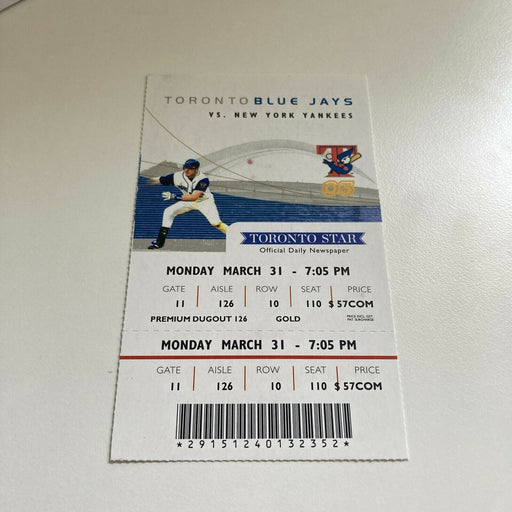 TORONTO BLUE JAYS
VS. NEW YORK YANKEES
T
03
TORONTO STAR
Official Daily Newspaper
MONDAY MARCH 31 - 7:05 PM
GATE AISLE ROW SEAT PRICE
11 126 10 110 $57COM
PREMIUM DUGOUT 126 GOLD
MONDAY MARCH 31 - 7:05 PM
GATE AISLE ROW SEAT PRICE
11 126 10 110 $57COM
*29151240132352*